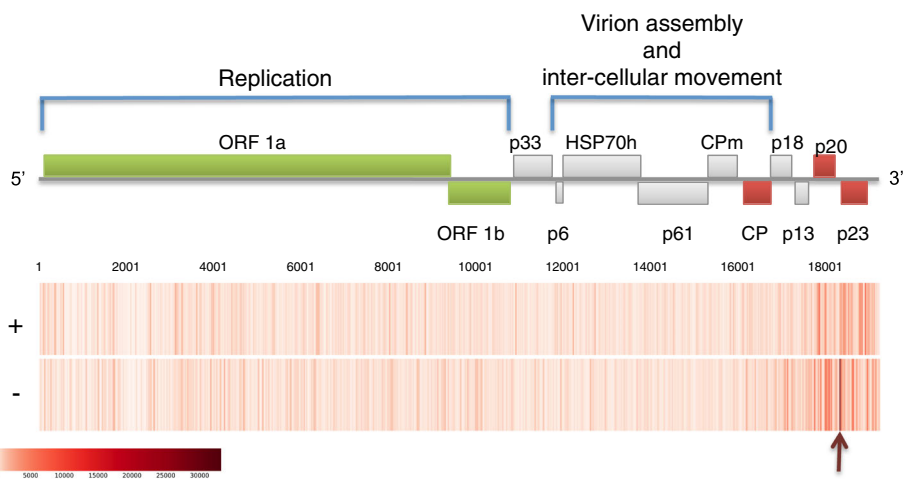 Virion assembly
and
inter-cellular movement
Replication
ORF 1a
p33
HSP70h
CPm
p18
p20
5’
3’
ORF 1b
p6
p61
CP
p13
p23
1
2001
4001
6001
8001
10001
12001
14001
16001
18001
+
-
5000
10000
15000
20000
25000
30000